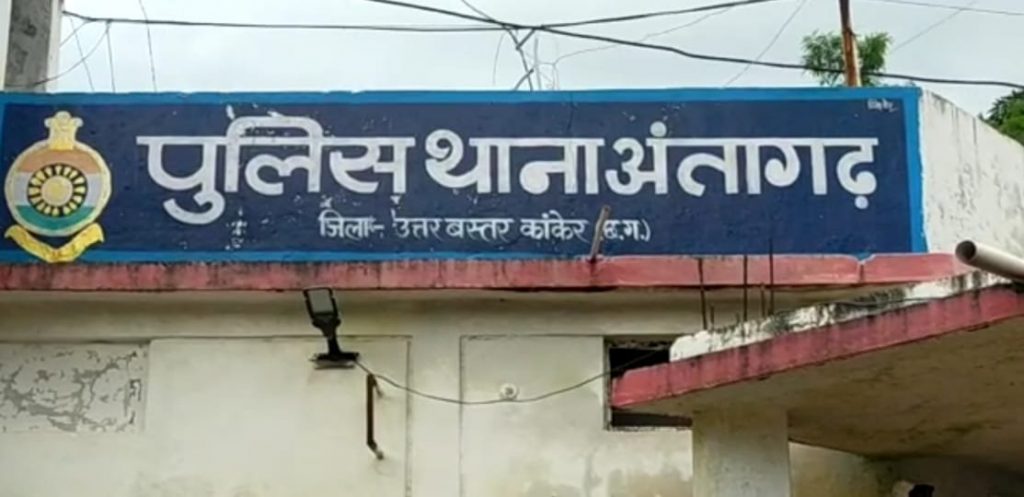 पुलिस थाना अंतागढ़
जिला:- उत्तर बस्तर कांकेर (छ.ग.)